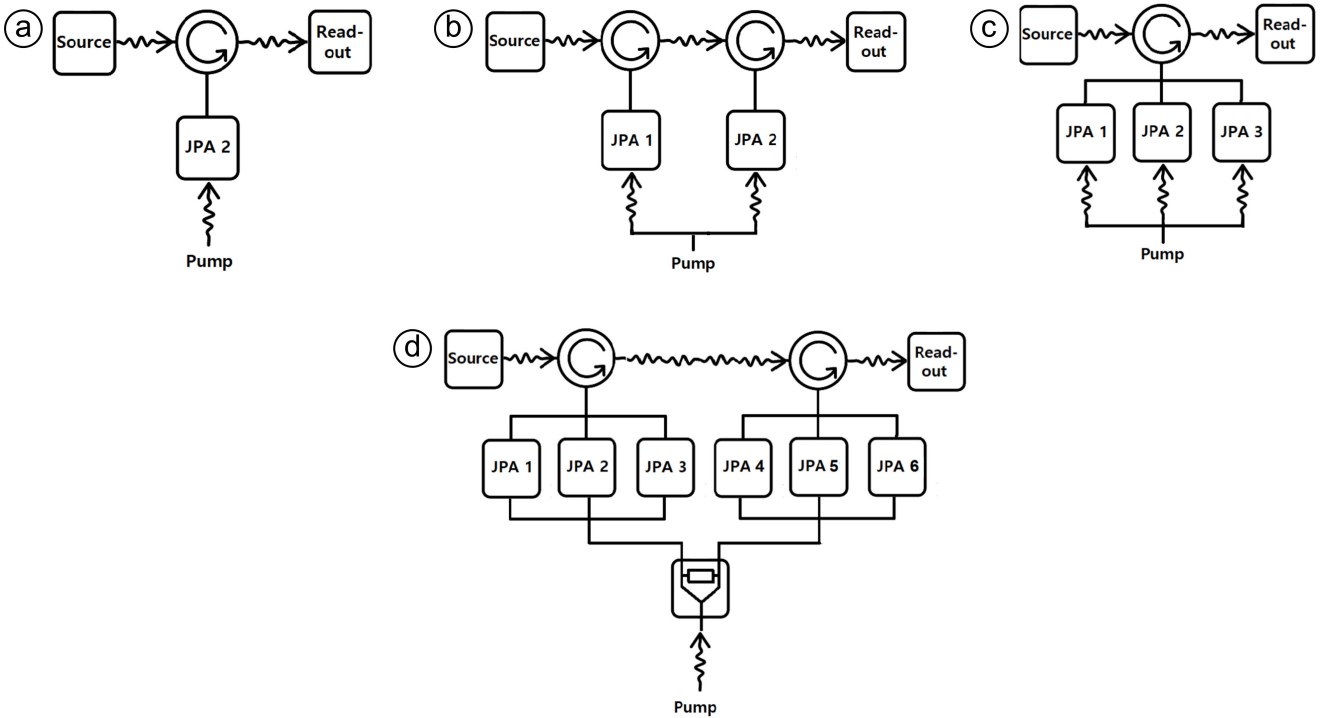 a
Source
Read-
out
JPA 2
Pump
b
Source
Read-
out
JPA 1
JPA 2
Pump
c
Source
Read-
out
JPA 1
JPA 2
JPA 3
Pump
d
Source
Read-
out
JPA 1
JPA 2
JPA 3
JPA 4
JPA 5
JPA 6
Pump